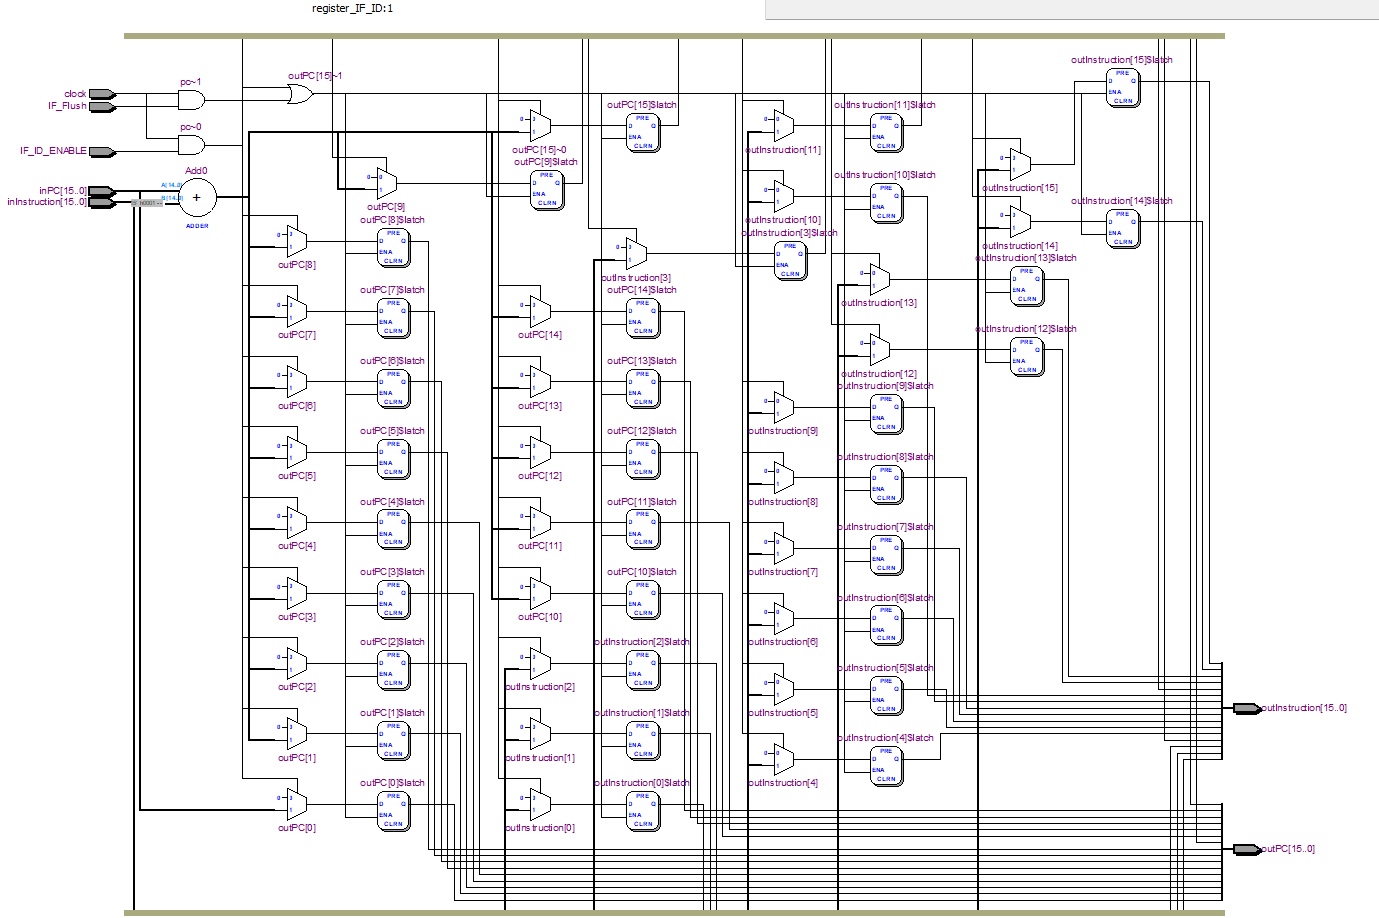 register_IF_ID:1
clock
IF_Flush
IF_ID_ENABLE
inPC[15..0]
inInstruction[15..0]
pc~1
pc~0
outPC[15]~1
Add0
A[14..0]
B[14..0]
+
ADDER
outPC[9]
outPC[9]$latch
outPC[8]
outPC[8]$latch
outPC[7]
outPC[7]$latch
outPC[6]
outPC[6]$latch
outPC[5]
outPC[5]$latch
outPC[4]
outPC[4]$latch
outPC[3]
outPC[3]$latch
outPC[2]
outPC[2]$latch
outPC[1]
outPC[1]$latch
outPC[0]
outPC[0]$latch
outPC[15]~0
outPC[15]$latch
outInstruction[3]
outInstruction[3]$latch
outPC[14]
outPC[14]$latch
outPC[13]
outPC[13]$latch
outPC[12]
outPC[12]$latch
outPC[11]
outPC[11]$latch
outPC[10]
outPC[10]$latch
outInstruction[2]
outInstruction[2]$latch
outInstruction[1]
outInstruction[1]$latch
outInstruction[0]
outInstruction[0]$latch
outInstruction[11]
outInstruction[11]$latch
outInstruction[10]
outInstruction[10]$latch
outInstruction[13]
outInstruction[13]$latch
outInstruction[12]
outInstruction[12]$latch
outInstruction[9]
outInstruction[9]$latch
outInstruction[8]
outInstruction[8]$latch
outInstruction[7]
outInstruction[7]$latch
outInstruction[6]
outInstruction[6]$latch
outInstruction[5]
outInstruction[5]$latch
outInstruction[4]
outInstruction[4]$latch
outInstruction[15]
outInstruction[15]$latch
outInstruction[14]
outInstruction[14]$latch
PRE
D Q
ENA
CLRN
outInstruction[15..0]
outPC[15..0]